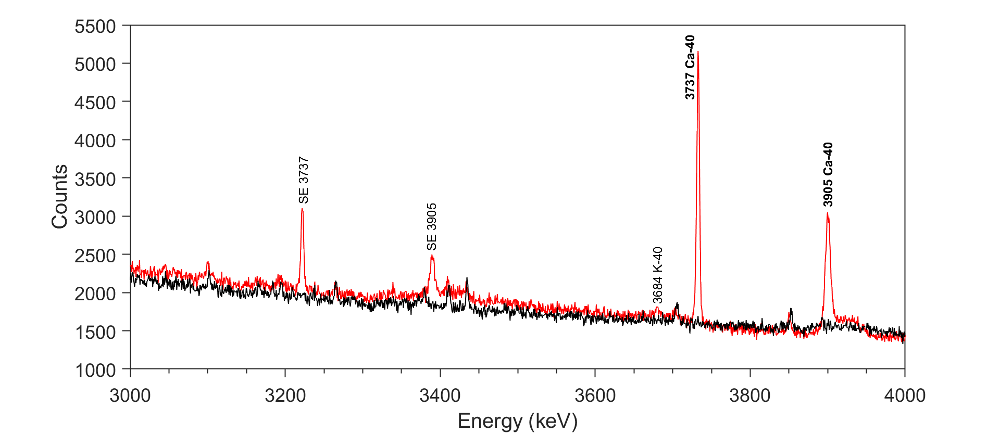 5500
5000
4500
4000
3500
3000
2500
2000
1500
1000
Counts
3000
3200
3400
3600
3800
4000
Energy (keV)
SE 3737
SE 3905
3684 K-40
3737 Ca-40
3905 Ca-40